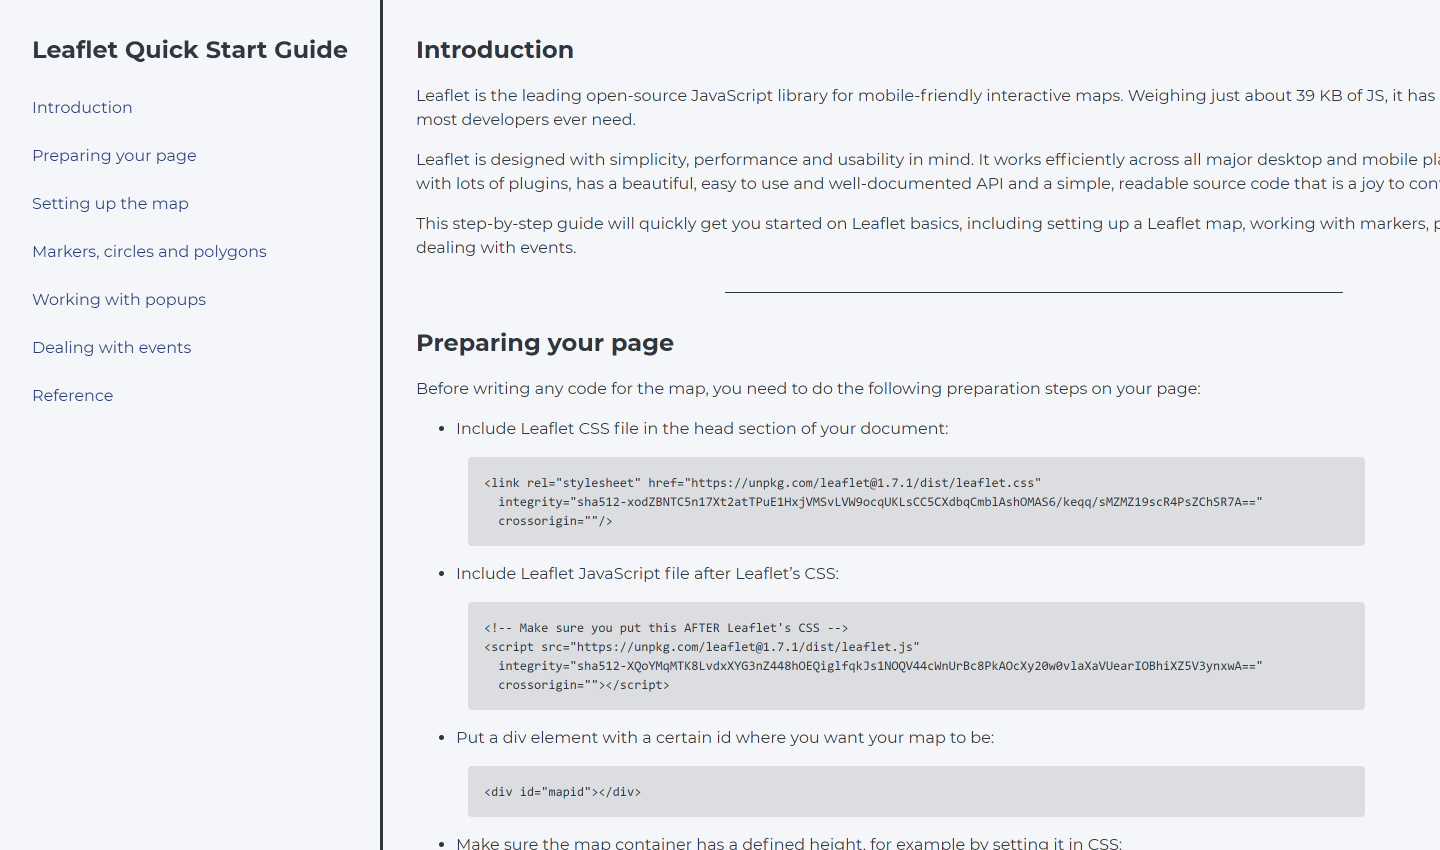 Leaflet Quick Start Guide
Introduction
Preparing your page
Setting up the map
Markers, circles and polygons
Working with popups
Dealing with events
Reference
Introduction
Leaflet is the leading open-source JavaScript library for mobile-friendly interactive maps. Weighing just about 39 KB of JS, it has
most developers ever need.
Leaflet is designed with simplicity, performance and usability in mind. It works efficiently across all major desktop and mobile
with lots of plugins, has a beautiful, easy to use and well-documented API and a simple, readable source code that is a joy to
This step-by-step guide will quickly get you started on Leaflet basics, including setting up a Leaflet map, working with markers,
dealing with events.
Preparing your page
Before writing any code for the map, you need to do the following preparation steps on your page:
• Include Leaflet CSS file in the head section of your document:
<link rel="stylesheet" href="https://unpkg.com/leaflet@1.7.1/dist/leaflet.css"
integrity="sha512-xodZBNTC5n17Xt2atTPuE1HxjVMSvLVW9ocqUKLsCC5CXdbqCmblAshOMAS6/keqq/sMZMZ19scR4PsZChSR7A=="
crossorigin=""/>
• Include Leaflet JavaScript file after Leaflet’s CSS:
<!-- Make sure you put this AFTER Leaflet's CSS -->
<script src="https://unpkg.com/leaflet@1.7.1/dist/leaflet.js"
integrity="sha512-XQoYMqMTK8LvdxXYG3nZ448hOEQiglfqkJs1NOQV44cWnUrBc8PkAOcXy20w0vlaXaVUearIOBhiXZ5V3ynxwA=="
crossorigin=""></script>
• Put a div element with a certain id where you want your map to be:
<div id="mapid"></div>
• Make sure the map container has a defined height, for example by setting it in CSS: